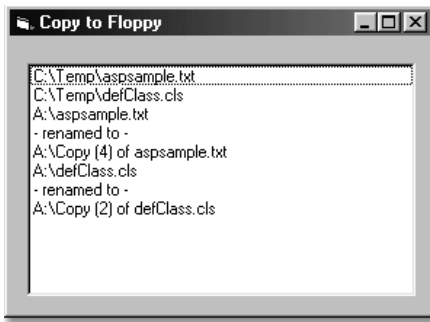 Copy to Floppy
C:\Temp\aspsample.txt
C:\Temp\defClass.cls
A:\aspsample.txt
- renamed to -
A:\Copy (4) of aspsample.txt
A:\defClass.cls
- renamed to -
A:\Copy (2) of defClass.cls